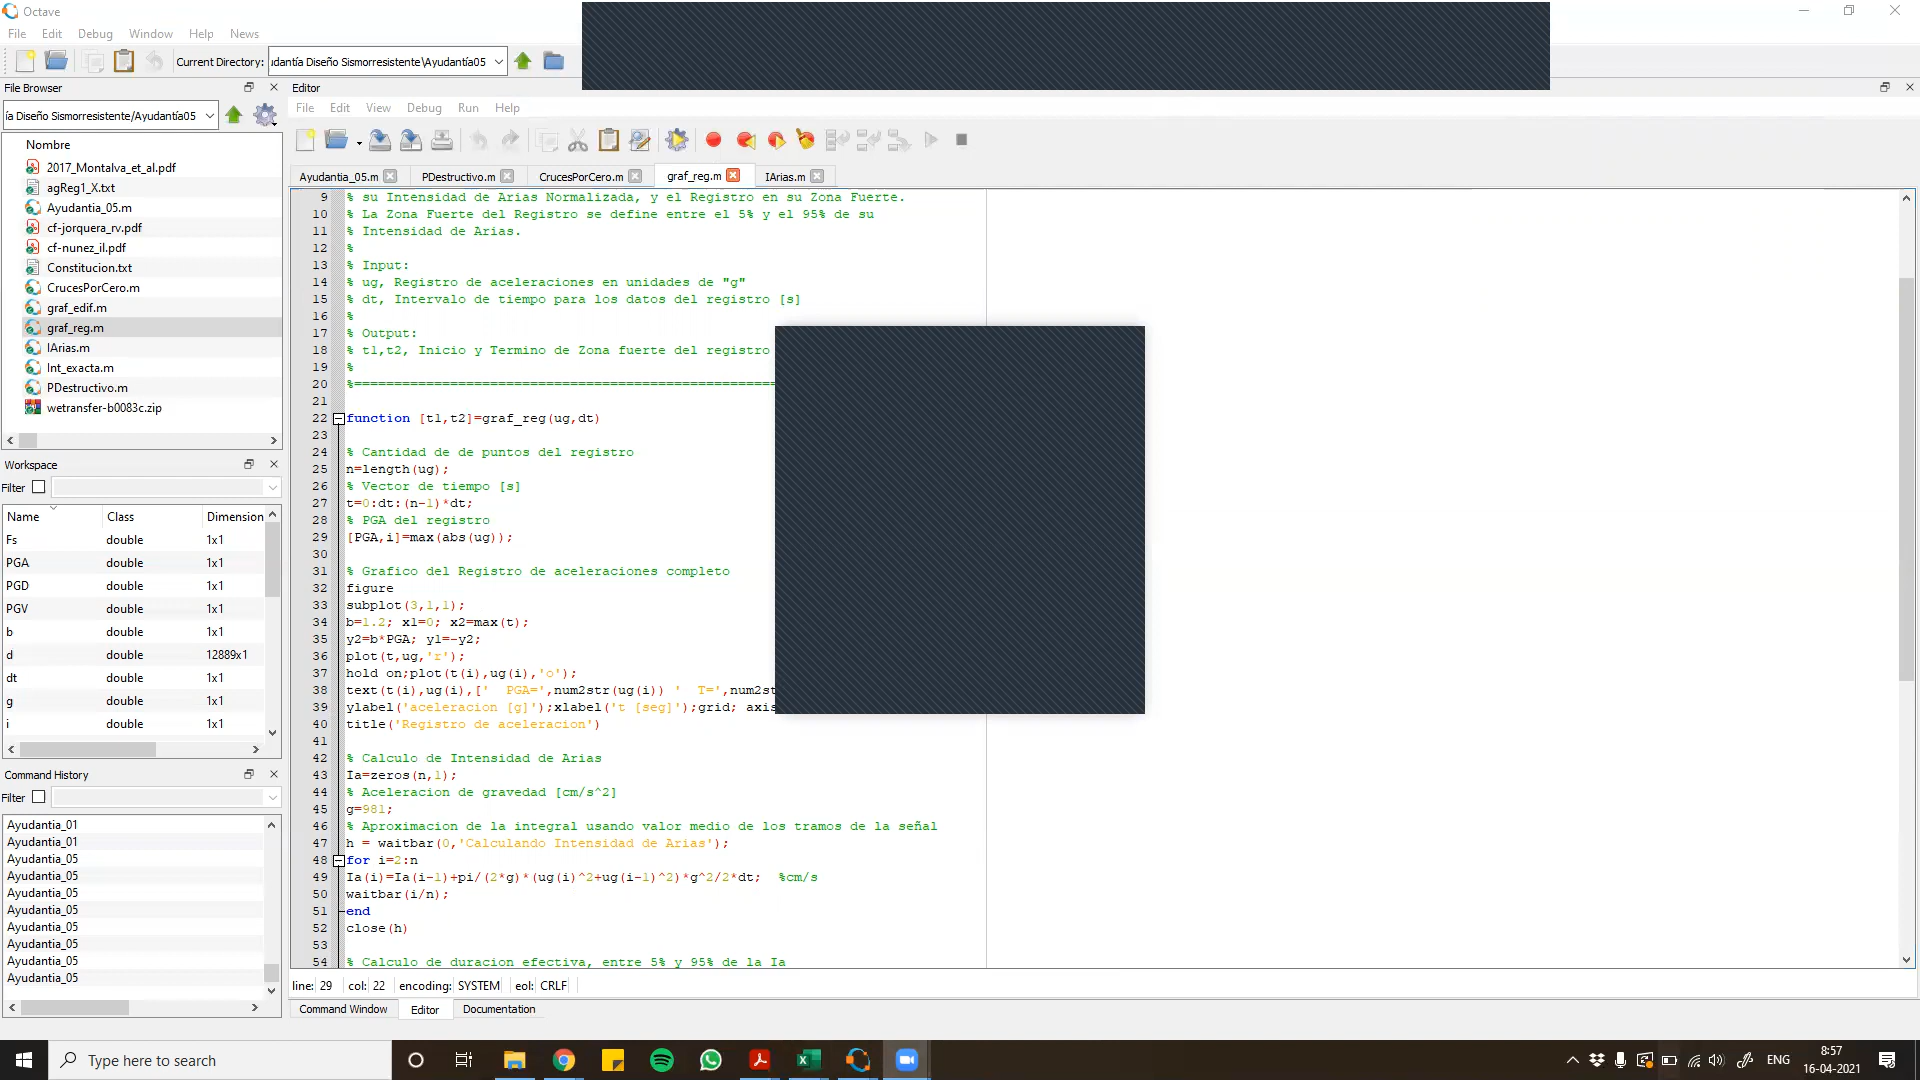 Octave
File Edit Debug Window Help News
Current Directory: dantía Diseño Sismorresistente\Ayudantía05
File Browser
ía Diseño Sismorresistente/Ayudantía05
Nombre
2017_Montalva_et_al.pdf
agReg1_X.txt
Ayudantia_05.m
cf-jorquera_rv.pdf
cf-nunez_il.pdf
Constitucion.txt
CrucesPorCero.m
graf_edif.m
graf_reg.m
IArias.m
Int_exacta.m
PDestructivo.m
wetransfer-b0083c.zip
Workspace
Filter
Name Class Dimension
Fs double 1x1
PGA double 1x1
PGD double 1x1
PGV double 1x1
b double 1x1
d double 12889x1
dt double 1x1
g double 1x1
i double 1x1
Command History
Filter
Ayudantia_01
Ayudantia_01
Ayudantia_05
Ayudantia_05
Ayudantia_05
Ayudantia_05
Ayudantia_05
Ayudantia_05
Ayudantia_05
Ayudantia_05
Editor
File Edit View Debug Run Help
Ayudantia_05.m PDestructivo.m CrucesPorCero.m graf_reg.m IArias.m
9 % su Intensidad de Arias Normalizada, y el Registro en su Zona Fuerte.
10 % La Zona Fuerte del Registro se define entre el 5% y el 95% de su
11 % Intensidad de Arias.
12 %
13 % Input:
14 % ug, Registro de aceleraciones en unidades de "g"
15 % dt, Intervalo de tiempo para los datos del registro [s]
16 %
17 % Output:
18 % t1,t2, Inicio y Termino de Zona fuerte del registro
19 %
20 %======================================================
21
22 function [t1,t2]=graf_reg(ug,dt)
23
24 % Cantidad de de puntos del registro
25 n=length(ug);
26 % Vector de tiempo [s]
27 t=0:dt:(n-1)*dt;
28 % PGA del registro
29 [PGA,i]=max(abs(ug));
30
31 % Grafico del Registro de aceleraciones completo
32 figure
33 subplot(3,1,1);
34 b=1.2; x1=0; x2=max(t);
35 y2=b*PGA; y1=-y2;
36 plot(t,ug,'r');
37 hold on;plot(t(i),ug(i),'o');
38 text(t(i),ug(i),['  PGA=',num2str(ug(i)) '  T=',num2st
39 ylabel('aceleracion [g]');xlabel('t [seg]');grid; axis
40 title('Registro de aceleracion')
41
42 % Calculo de Intensidad de Arias
43 Ia=zeros(n,1);
44 % Aceleracion de gravedad [cm/s^2]
45 g=981;
46 % Aproximacion de la integral usando valor medio de los tramos de la señal
47 h = waitbar(0,'Calculando Intensidad de Arias');
48 for i=2:n
49 Ia(i)=Ia(i-1)+pi/(2*g)*(ug(i)^2+ug(i-1)^2)*g^2/2*dt;  %cm/s
50 waitbar(i/n);
51 end
52 close(h)
53
54 % Calculo de duracion efectiva, entre 5% y 95% de la Ia
line: 29 col: 22 encoding: SYSTEM eol: CRLF
Command Window Editor Documentation
Type here to search
ENG
8:57
16-04-2021